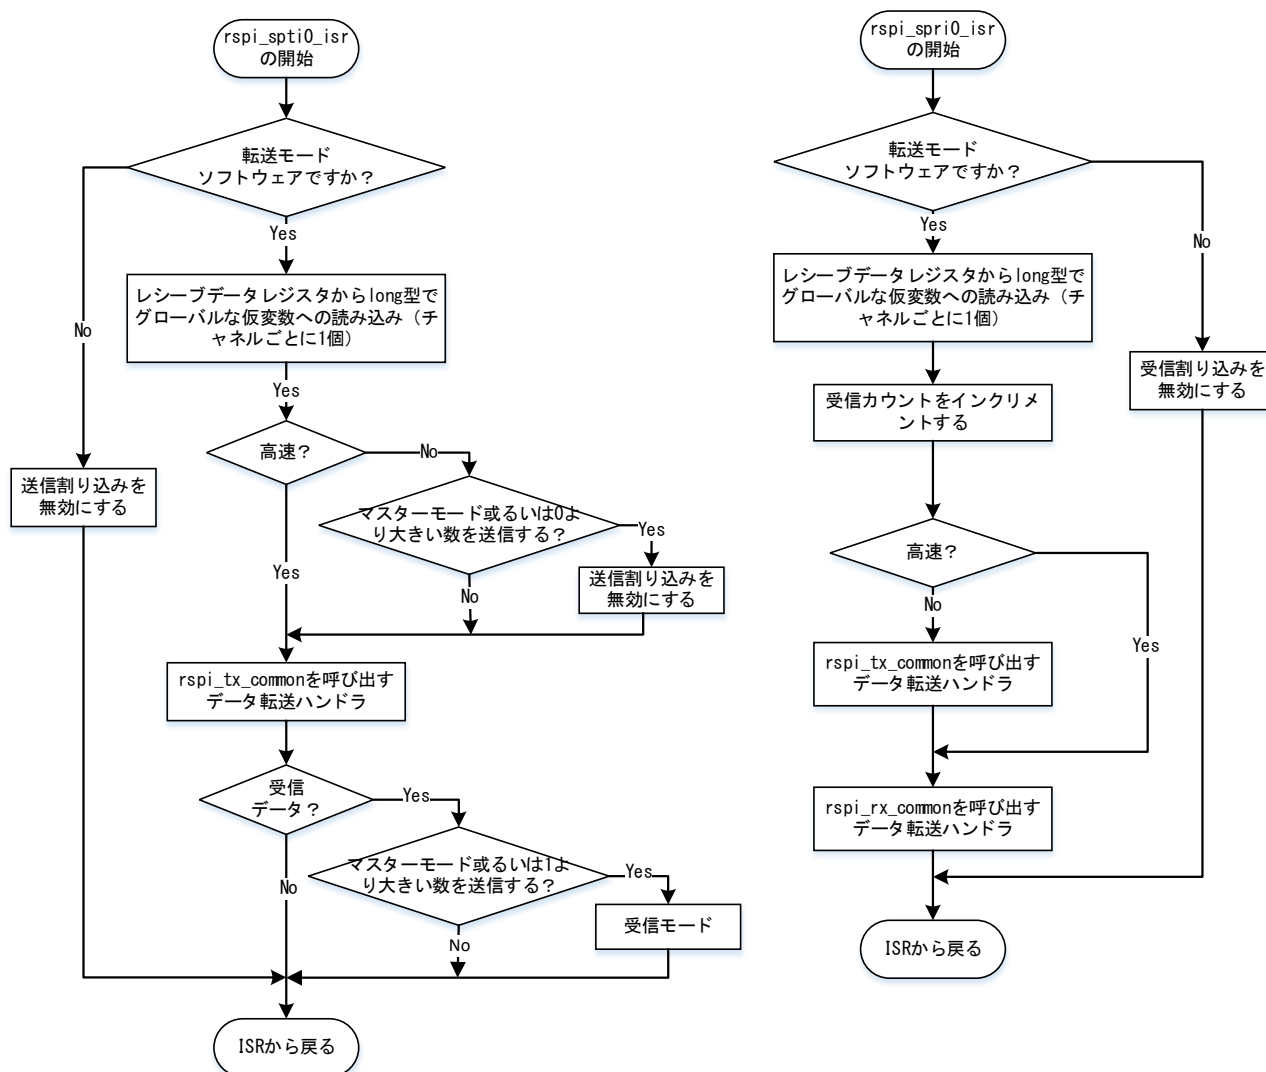 rspi_spti0_isr
の開始
転送モード
ソフトウェアですか？
Yes
No
レシーブデータレジスタからlong型で
グローバルな仮変数への読み込み（チ
ャネルごとに1個）
Yes
高速？
No
マスターモード或るいは0よ
り大きい数を送信する？
Yes
送信割り込みを
無効にする
送信割り込みを
無効にする
Yes
No
rspi_tx_commonを呼び出す
データ転送ハンドラ
受信
データ？
Yes
マスターモード或るいは1よ
り大きい数を送信する？
Yes
No
受信モード
No
ISRから戻る
rspi_spri0_isr
の開始
転送モード
ソフトウェアですか？
Yes
No
レシーブデータレジスタからlong型で
グローバルな仮変数への読み込み（チ
ャネルごとに1個）
受信割り込みを
無効にする
受信カウントをインクリメ
ントする
高速？
No
Yes
rspi_tx_commonを呼び出す
データ転送ハンドラ
rspi_rx_commonを呼び出す
データ転送ハンドラ
ISRから戻る